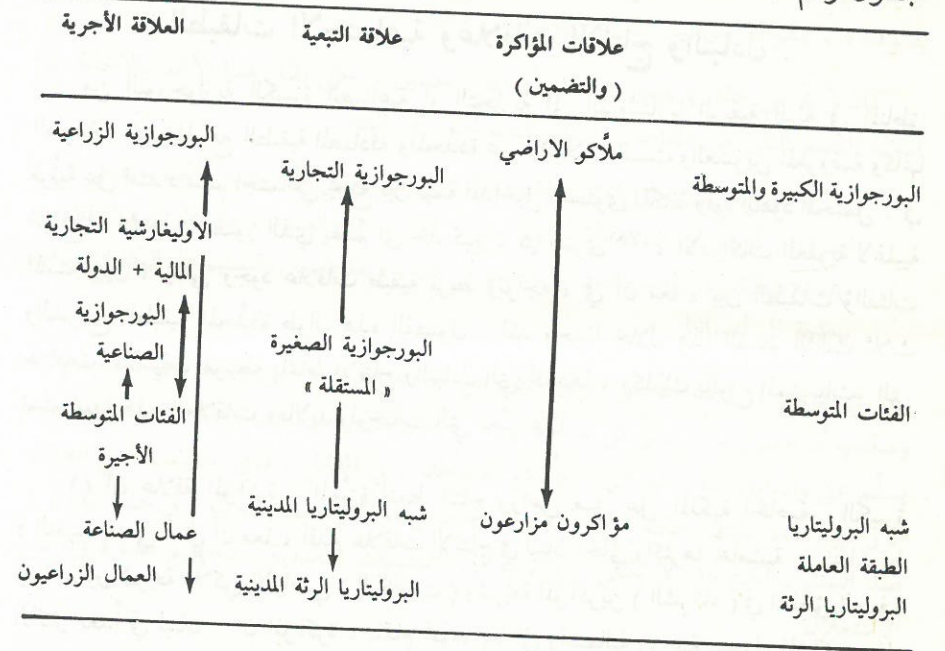 علاقات المؤاكرة علاقة التبعية العلاقة الأجرية
( والتضمين )
ملاَّكو الاراضي البورجوازية الزراعية
البورجوازية الكبيرة والمتوسطة البورجوازية التجارية
الاوليغارشية التجارية
المالية + الدولة
البورجوازية
البورجوازية الصغيرة الصناعية
« المستقلة »
الفئات المتوسطة الفئات المتوسطة
الأجيرة
شبه البروليتاريا مؤاكرون مزارعون شبه البروليتاريا المدينية عمال الصناعة
الطبقة العاملة
البروليتاريا الرثة البروليتاريا الرثة المدينية العمال الزراعيون